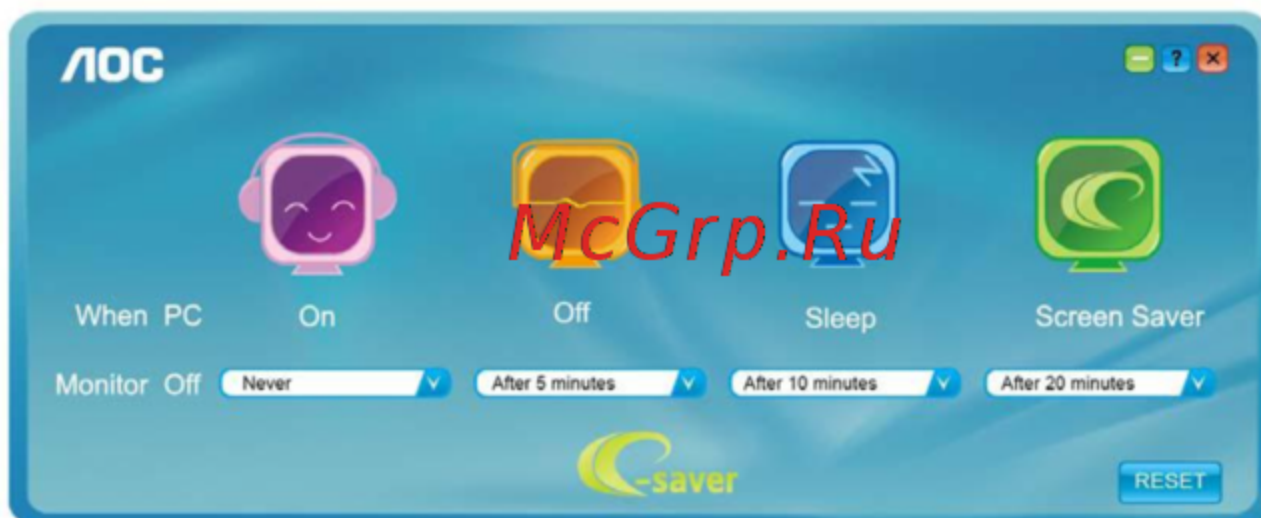 AOC
?
McGrp.Ru
When PC On Off Sleep Screen Saver
Monitor Off Never After 5 minutes After 10 minutes After 20 minutes
e-saver
RESET